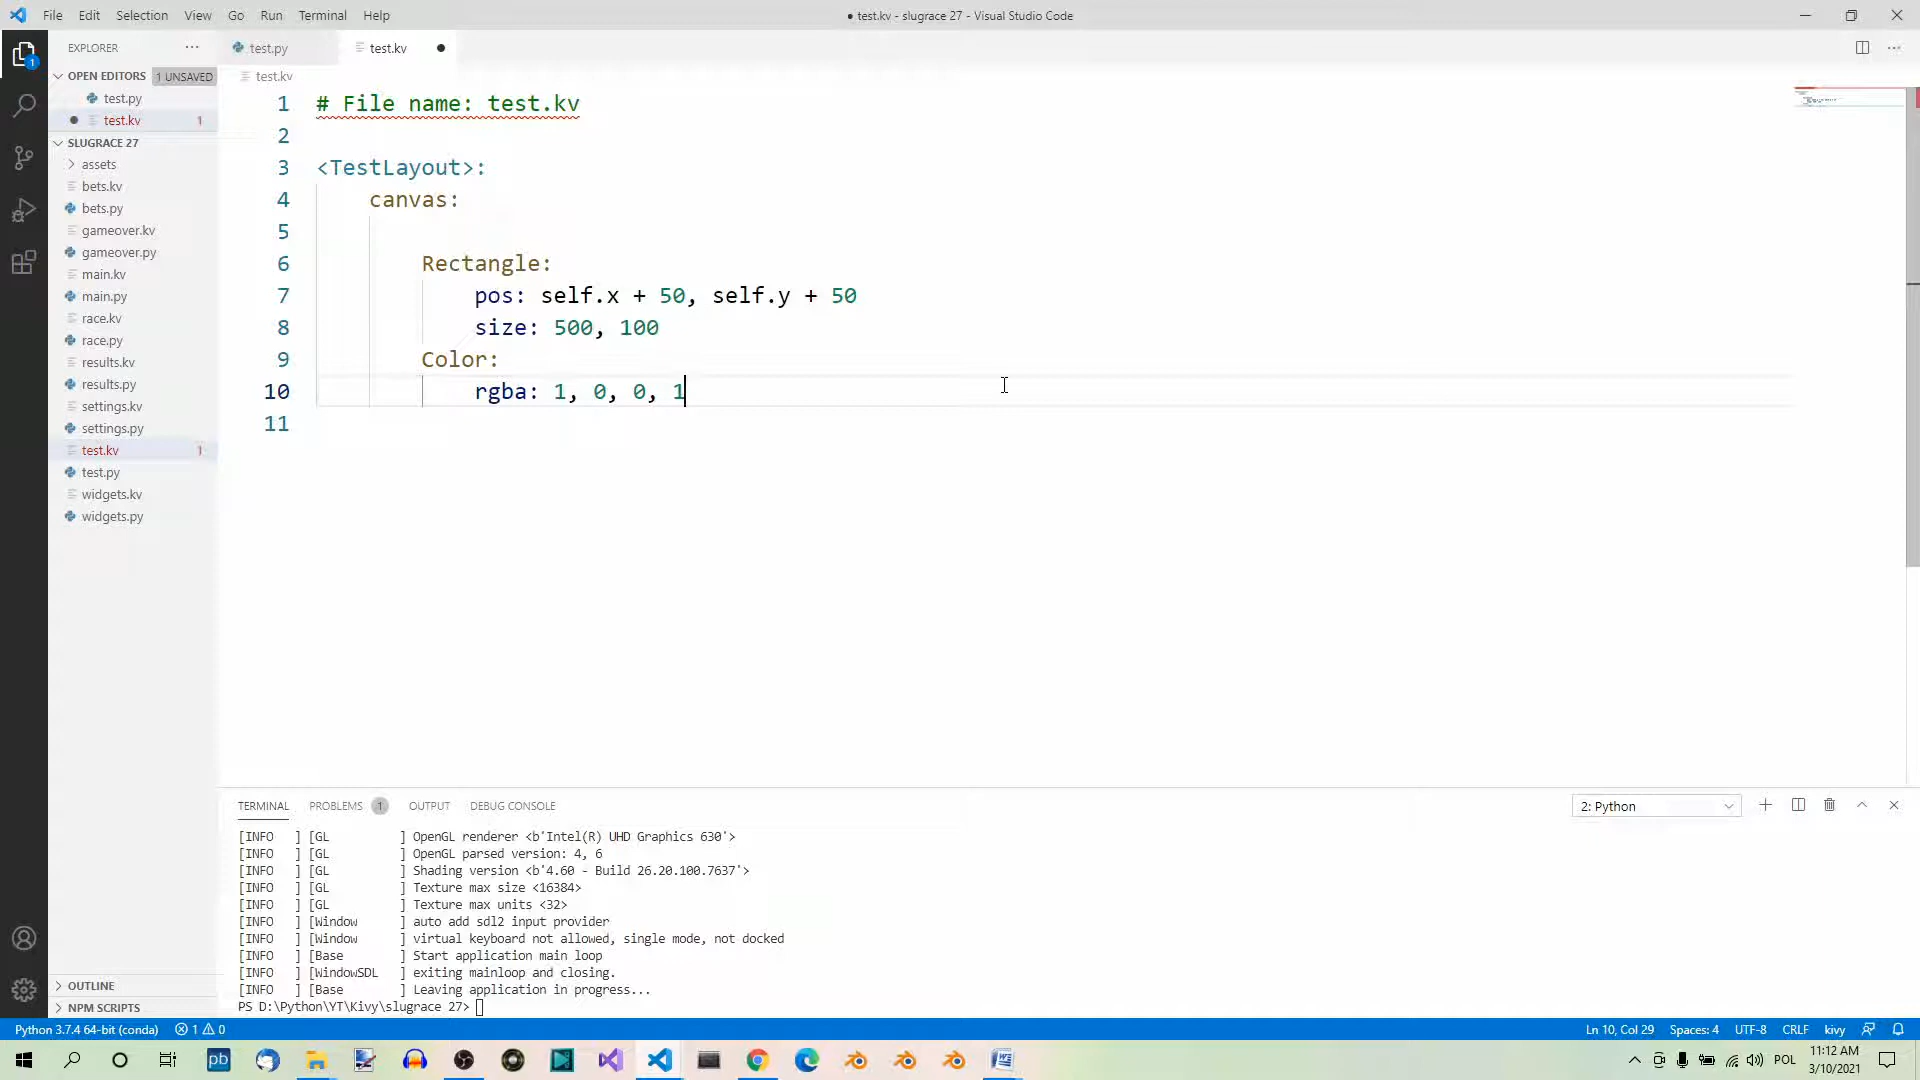 File Edit Selection View Go Run Terminal Help
● test.kv - slugrace 27 - Visual Studio Code
EXPLORER ···
test.py
test.kv
OPEN EDITORS 1 UNSAVED
test.kv
test.py
test.kv 1
SLUGRACE 27
assets
bets.kv
bets.py
gameover.kv
gameover.py
main.kv
main.py
race.kv
race.py
results.kv
results.py
settings.kv
settings.py
test.kv 1
test.py
widgets.kv
widgets.py
OUTLINE
NPM SCRIPTS
1 # File name: test.kv
2
3 <TestLayout>:
4 canvas:
5
6 Rectangle:
7 pos: self.x + 50, self.y + 50
8 size: 500, 100
9 Color:
10 rgba: 1, 0, 0, 1
11
TERMINAL PROBLEMS 1 OUTPUT DEBUG CONSOLE
2: Python
[INFO ] [GL ] OpenGL renderer <b'Intel(R) UHD Graphics 630'>
[INFO ] [GL ] OpenGL parsed version: 4, 6
[INFO ] [GL ] Shading version <b'4.60 - Build 26.20.100.7637'>
[INFO ] [GL ] Texture max size <16384>
[INFO ] [GL ] Texture max units <32>
[INFO ] [Window ] auto add sdl2 input provider
[INFO ] [Window ] virtual keyboard not allowed, single mode, not docked
[INFO ] [Base ] Start application main loop
[INFO ] [WindowSDL ] exiting mainloop and closing.
[INFO ] [Base ] Leaving application in progress...
PS D:\Python\YT\Kivy\slugrace 27>
Python 3.7.4 64-bit (conda) 1 0
Ln 10, Col 29 Spaces: 4 UTF-8 CRLF kivy
1
pb
POL
11:12 AM
3/10/2021